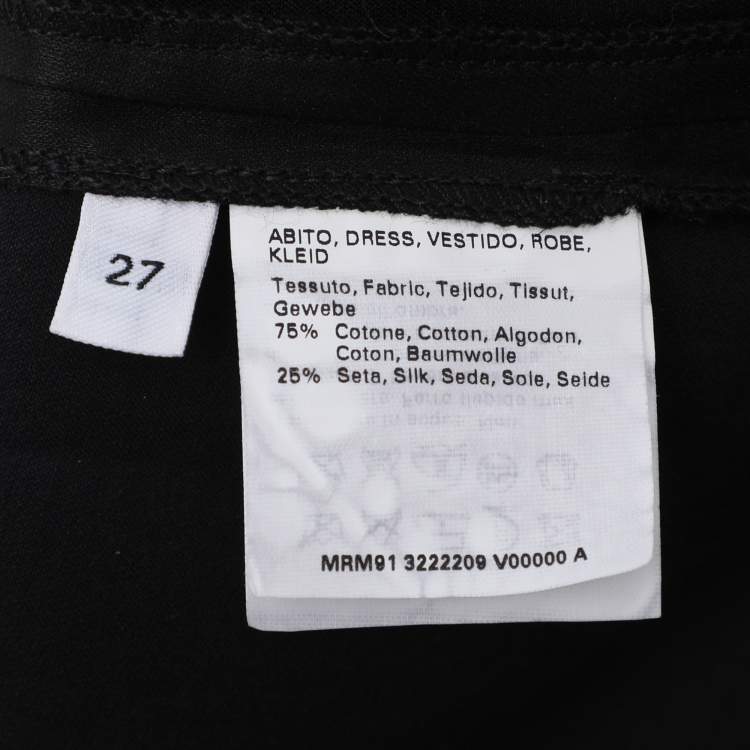 27
ABITO, DRESS, VESTIDO, ROBE,
KLEID
Tessuto, Fabric, Tejido, Tissut,
Gewebe
75% Cotone, Cotton, Algodon,
Coton, Baumwolle
25% Seta, Silk, Seda, Soie, Seide
MRM91 3222209 V00000 A